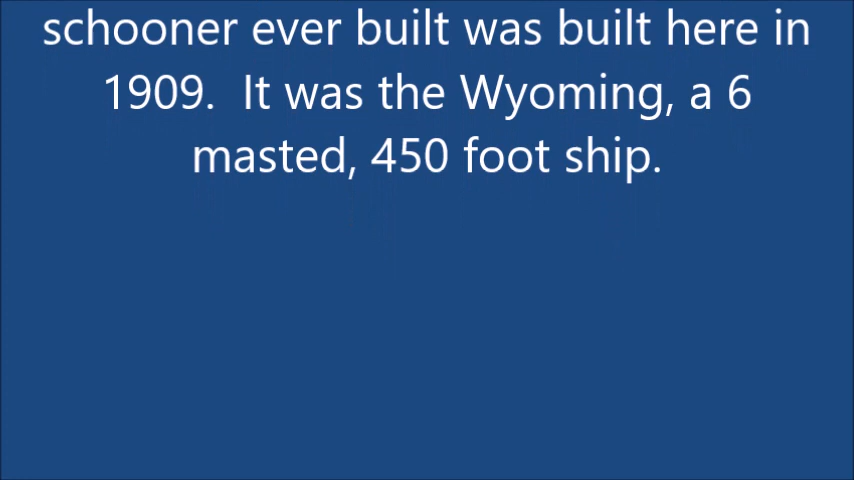 schooner ever built was built here in
1909.  It was the Wyoming, a 6
masted, 450 foot ship.